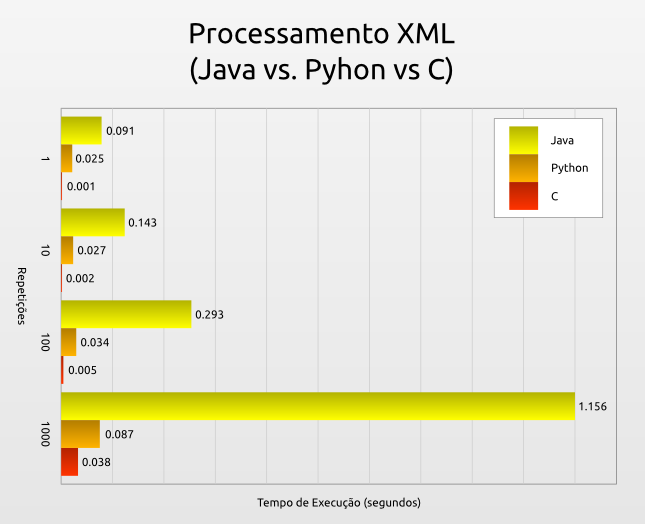 Processamento XML
(Java vs. Pyhon vs C)
Java
Python
C
Repetições
1
0.091
0.025
0.001
10
0.143
0.027
0.002
100
0.293
0.034
0.005
1000
1.156
0.087
0.038
Tempo de Execução (segundos)